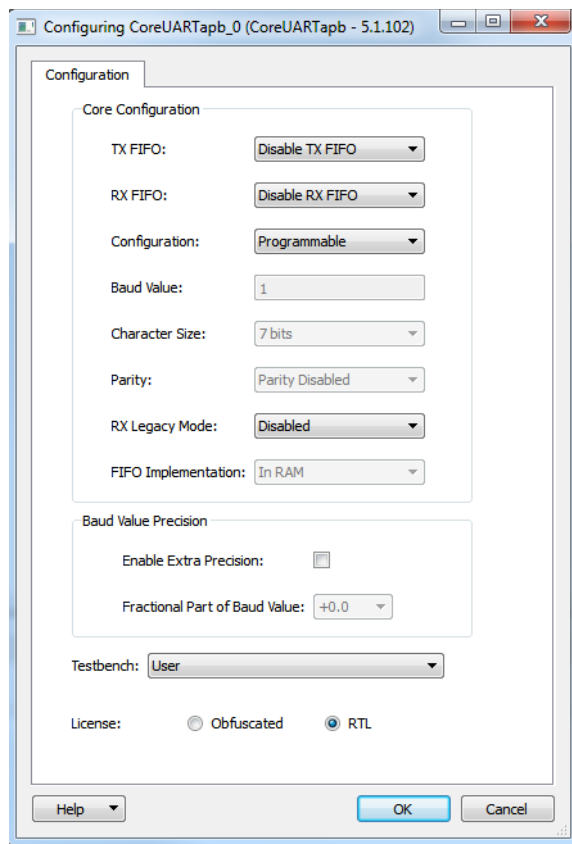 Configuring CoreUARTapb_0 (CoreUARTapb - 5.1.102)
Configuration
Core Configuration
TX FIFO: Disable TX FIFO
RX FIFO: Disable RX FIFO
Configuration: Programmable
Baud Value: 1
Character Size: 7 bits
Parity: Parity Disabled
RX Legacy Mode: Disabled
FIFO Implementation: In RAM
Baud Value Precision
Enable Extra Precision:
Fractional Part of Baud Value: +0.0
Testbench: User
License: Obfuscated RTL
Help OK Cancel